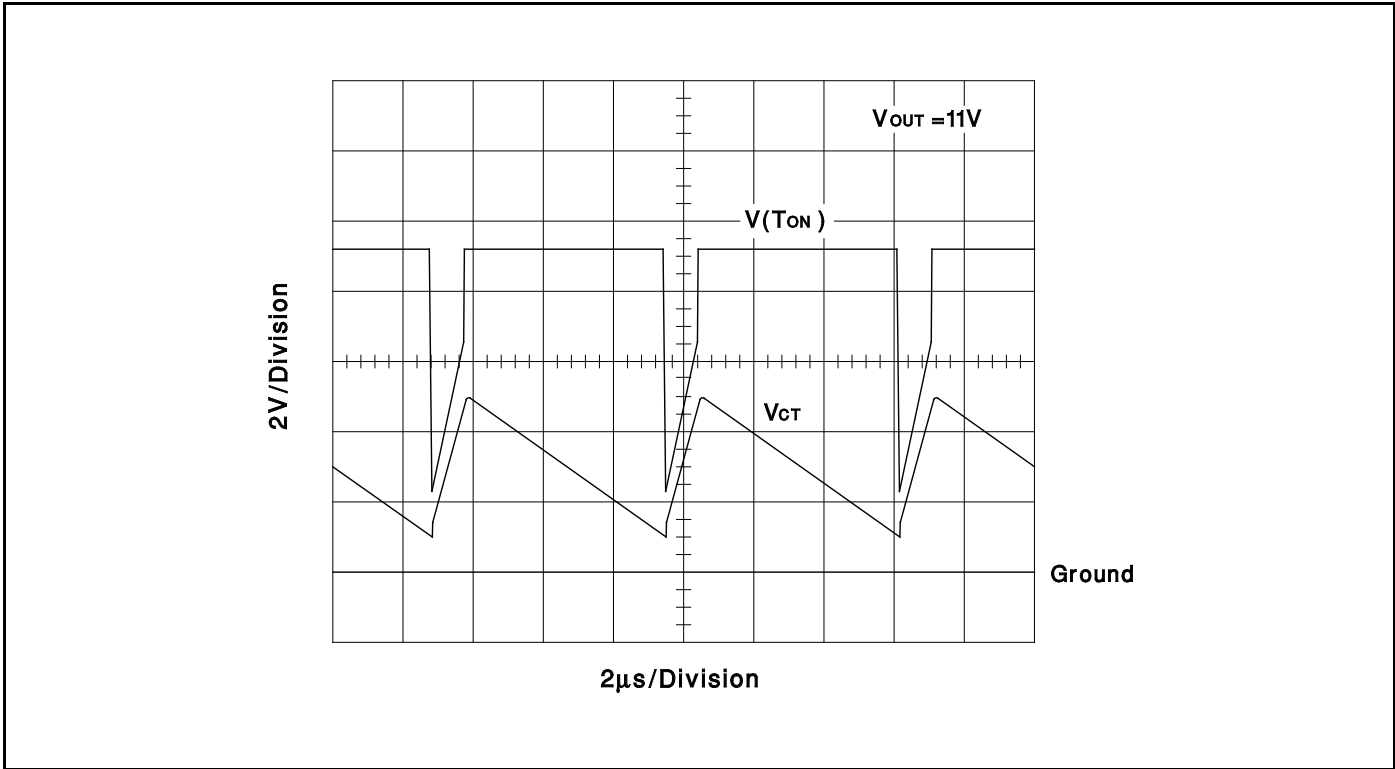 VOUT =11V
V(TON )
2V/Division
VCT
Ground
2μs/Division